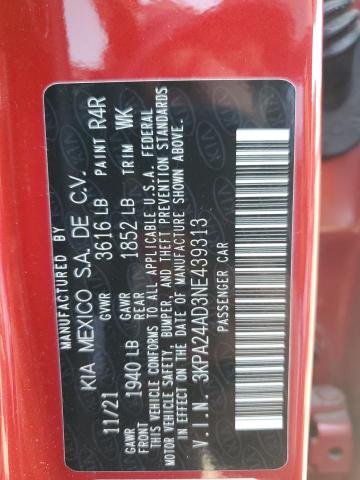 MANUFACTURED BY
KIA MEXICO S.A. DE C.V.
11/21 GVWR 3616 LB PAINT R4R
GAWR FRONT 1940 LB GAWR REAR 1852 LB TRIM WK
THIS VEHICLE CONFORMS TO ALL APPLICABLE U.S.A. FEDERAL
MOTOR VEHICLE SAFETY, BUMPER, AND THEFT PREVENTION STANDARDS
IN EFFECT ON THE DATE OF MANUFACTURE SHOWN ABOVE.
V.I.N. 3KPA24AD3NE439313
PASSENGER CAR